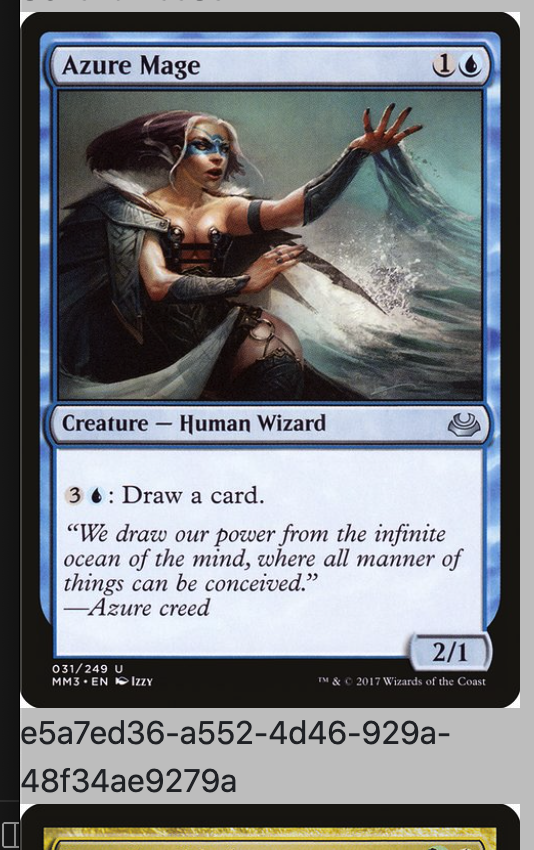 Azure Mage 1
Creature — Human Wizard
3 : Draw a card.
“We draw our power from the infinite
ocean of the mind, where all manner of
things can be conceived.”
—Azure creed
2/1
031/249 U
MM3 • EN Izzy
™ & © 2017 Wizards of the Coast
e5a7ed36-a552-4d46-929a-
48f34ae9279a